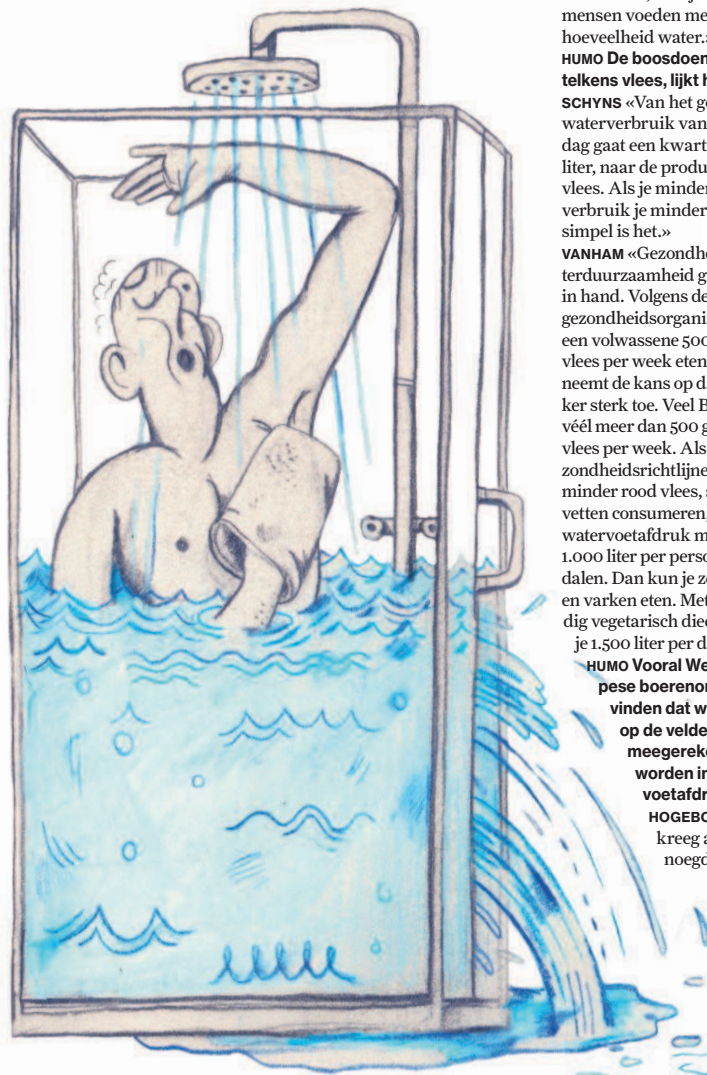 mensen voeden me
hoeveelheid water.
HUMO De boosdoen
telkens vlees, lijkt h
SCHYNS «Van het ge
waterverbruik van
dag gaat een kwart
liter, naar de produ
vlees. Als je minder
verbruik je minder
simpel is het.»
VANHAM «Gezondhe
terduurzaamheid g
in hand. Volgens de
gezondheidsorgani
een volwassene 500
vlees per week eten
neemt de kans op da
ker sterk toe. Veel B
véél meer dan 500 g
vlees per week. Als
zondheidsrichtlijne
minder rood vlees, s
vetten consumeren,
watervoetafdruk m
1.000 liter per perso
dalen. Dan kun je ze
en varken eten. Met
dig vegetarisch diee
je 1.500 liter per d
HUMO Vooral We
pese boerenor
vinden dat w
op de velde
meegereke
worden in
voetafdr
HOGEBO
kreeg a
noegd